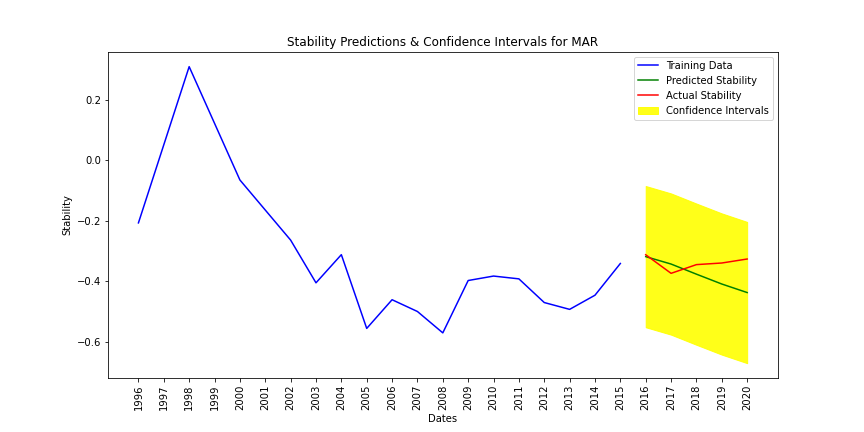 Stability Predictions & Confidence Intervals for MAR
Training Data
Predicted Stability
Actual Stability
Confidence Intervals
Stability
0.2
0.0
−0.2
−0.4
−0.6
1996 1997 1998 1999 2000 2001 2002 2003 2004 2005 2006 2007 2008 2009 2010 2011 2012 2013 2014 2015 2016 2017 2018 2019 2020
Dates